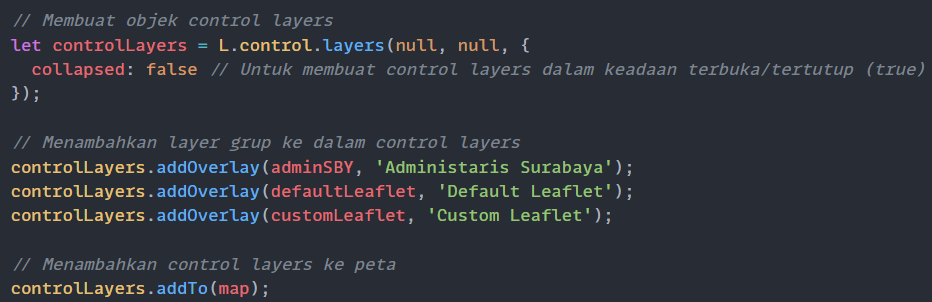 // Membuat objek control layers
let controlLayers = L.control.layers(null, null, {
  collapsed: false // Untuk membuat control layers dalam keadaan terbuka/tertutup (true)
});
// Menambahkan layer grup ke dalam control layers
controlLayers.addOverlay(adminSBY, 'Administaris Surabaya');
controlLayers.addOverlay(defaultLeaflet, 'Default Leaflet');
controlLayers.addOverlay(customLeaflet, 'Custom Leaflet');
// Menambahkan control layers ke peta
controlLayers.addTo(map);